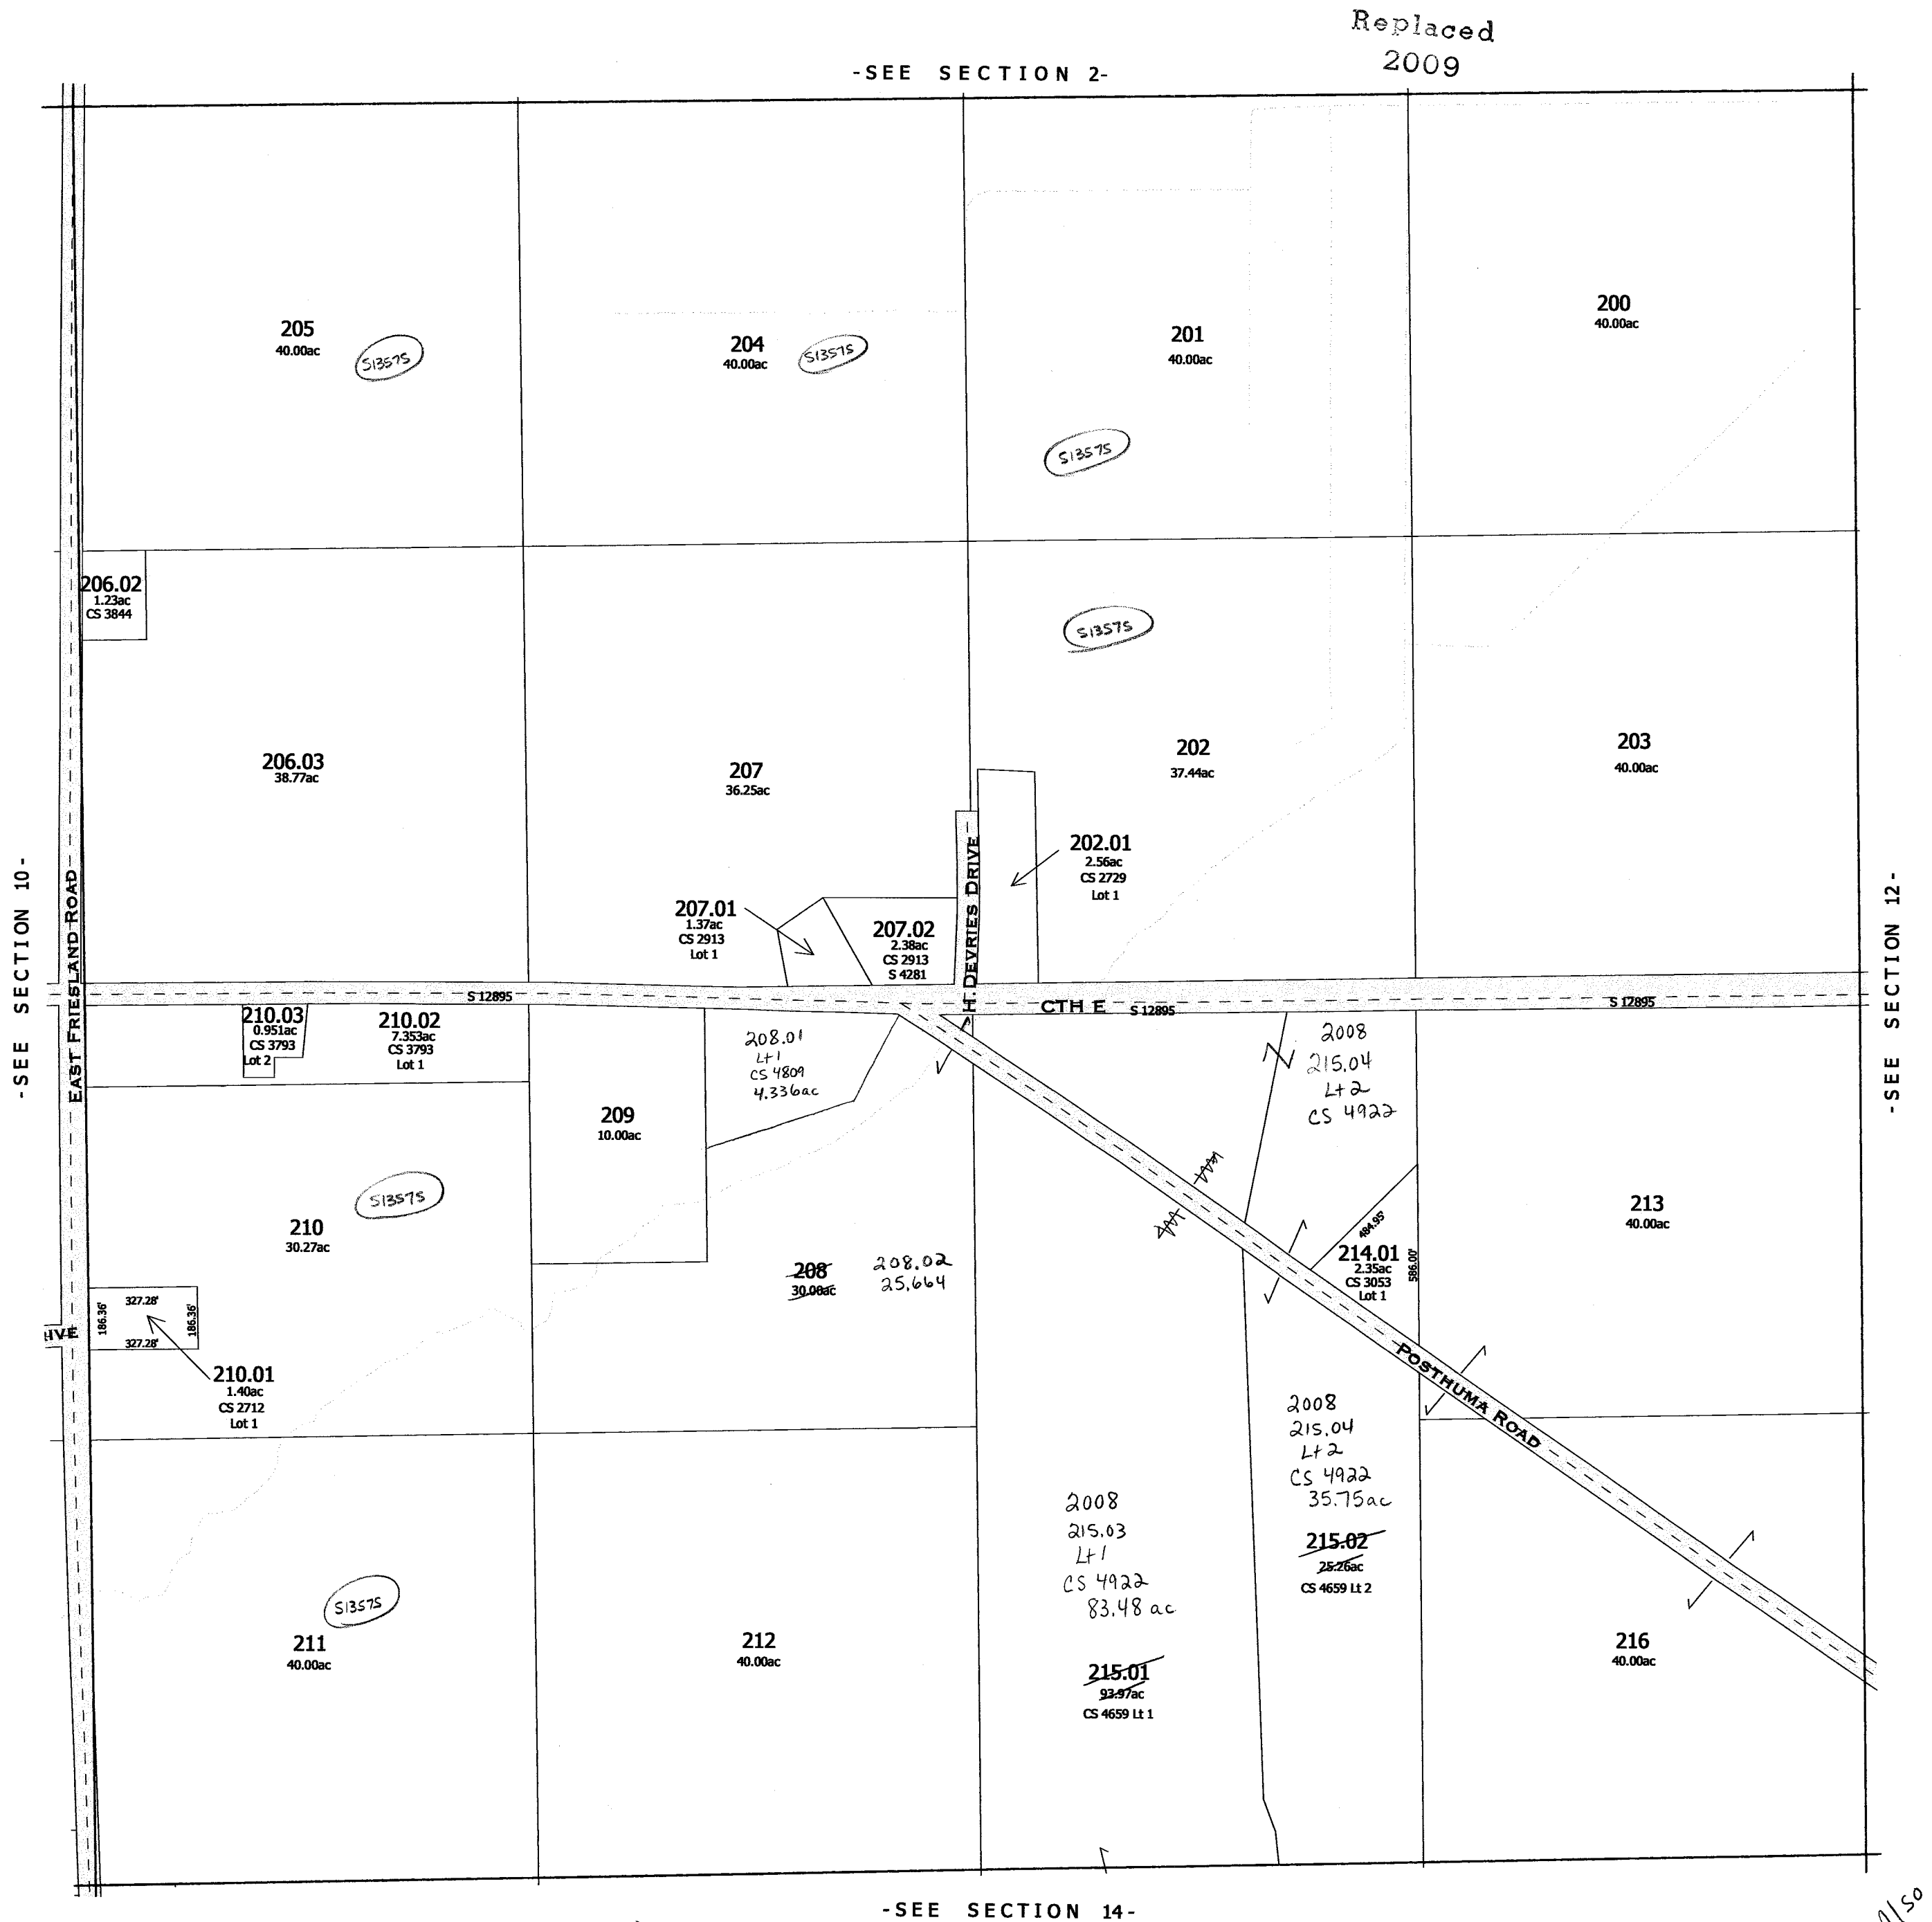 Replaced
2009
-SEE SECTION 2-
205
40.00ac
S13575
204
40.00ac
S13575
201
40.00ac
S13575
200
40.00ac
206.02
1.23ac
CS 3844
S13575
206.03
38.77ac
207
36.25ac
202
37.44ac
203
40.00ac
202.01
2.56ac
CS 2729
Lot 1
207.01
1.37ac
CS 2913
Lot 1
207.02
2.38ac
CS 2913
S 4281
H. DEVRIES DRIVE
-SEE SECTION 10-
EAST FRIESLAND ROAD
-SEE SECTION 12-
S 12895
CTH E
S 12895
S 12895
210.03
0.951ac
CS 3793
Lot 2
210.02
7.353ac
CS 3793
Lot 1
208.01
Lt 1
CS 4809
4.336ac
2008
215.04
Lt 2
CS 4922
209
10.00ac
S13575
210
30.27ac
208
30.00ac
208.02
25.664
484.95'
214.01
2.35ac
CS 3053
Lot 1
586.00'
213
40.00ac
327.28'
186.36'
186.36'
327.28'
IVE
210.01
1.40ac
CS 2712
Lot 1
POSTHUMA ROAD
2008
215.04
Lt 2
CS 4922
35.75ac
215.02
25.26ac
CS 4659 Lt 2
2008
215.03
Lt 1
CS 4922
83.48 ac
215.01
93.97ac
CS 4659 Lt 1
S13575
211
40.00ac
212
40.00ac
216
40.00ac
-SEE SECTION 14-